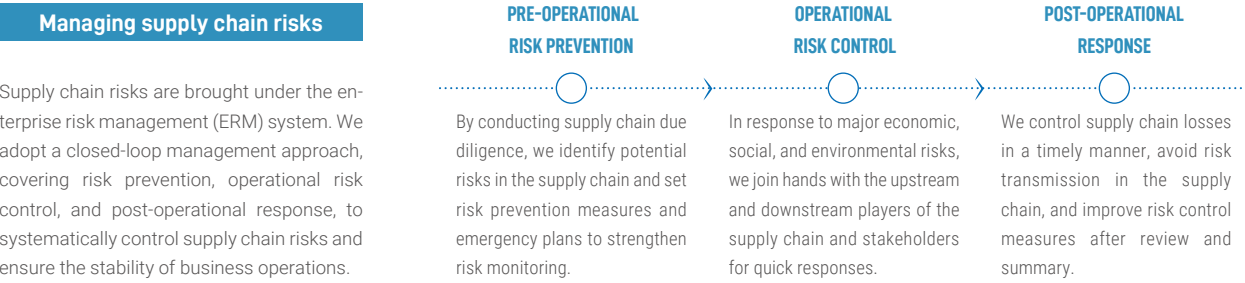 Managing supply chain risks
Supply chain risks are brought under the en-
terprise risk management (ERM) system. We
adopt a closed-loop management approach,
covering risk prevention, operational risk
control, and post-operational response, to
systematically control supply chain risks and
ensure the stability of business operations.
PRE-OPERATIONAL
RISK PREVENTION
By conducting supply chain due
diligence, we identify potential
risks in the supply chain and set
risk prevention measures and
emergency plans to strengthen
risk monitoring.
OPERATIONAL
RISK CONTROL
In response to major economic,
social, and environmental risks,
we join hands with the upstream
and downstream players of the
supply chain and stakeholders
for quick responses.
POST-OPERATIONAL
RESPONSE
We control supply chain losses
in a timely manner, avoid risk
transmission in the supply
chain, and improve risk control
measures after review and
summary.